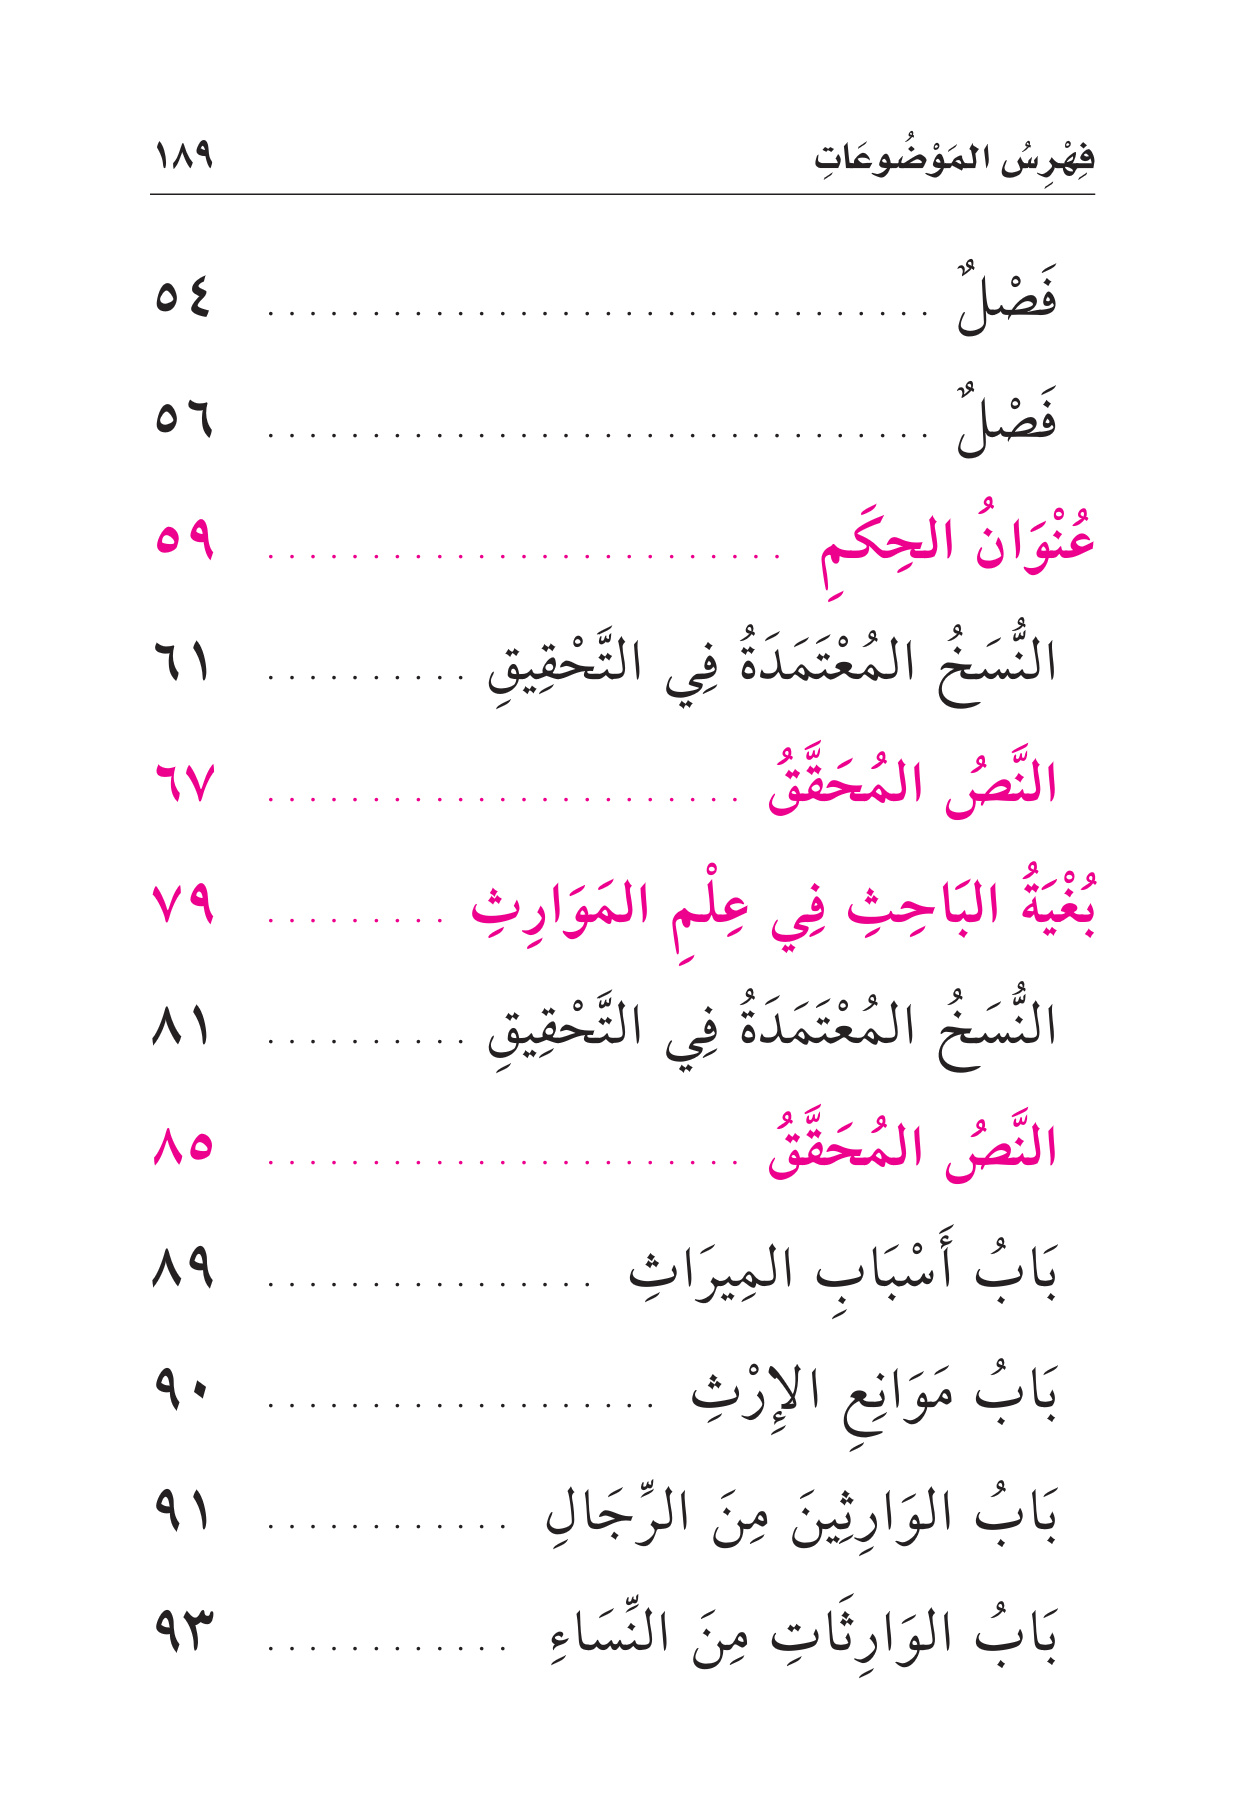 فِهْرِسُ المَوْضُوعَاتِ ١٨٩
فَصْلٌ . . . . . . . . . . . . . . . . . . . . . . . . . . . . . . . . ٥٤
فَصْلٌ . . . . . . . . . . . . . . . . . . . . . . . . . . . . . . . . ٥٦
عُنْوَانُ الحِكَمِ . . . . . . . . . . . . . . . . . . . . . . . . . ٥٩
النُّسَخُ المُعْتَمَدَةُ فِي التَّحْقِيقِ . . . . . . . . . . ٦١
النَّصُ المُحَقَّقُ . . . . . . . . . . . . . . . . . . . . . . . ٦٧
بُغْيَةُ البَاحِثِ فِي عِلْمِ المَوَارِثِ . . . . . . . . . ٧٩
النُّسَخُ المُعْتَمَدَةُ فِي التَّحْقِيقِ . . . . . . . . . . ٨١
النَّصُ المُحَقَّقُ . . . . . . . . . . . . . . . . . . . . . . . ٨٥
بَابُ أَسْبَابِ المِيرَاثِ . . . . . . . . . . . . . . . . ٨٩
بَابُ مَوَانِعِ الإِرْثِ . . . . . . . . . . . . . . . . . . . ٩٠
بَابُ الوَارِثِينَ مِنَ الرِّجَالِ . . . . . . . . . . . . ٩١
بَابُ الوَارِثَاتِ مِنَ النِّسَاءِ . . . . . . . . . . . . ٩٣